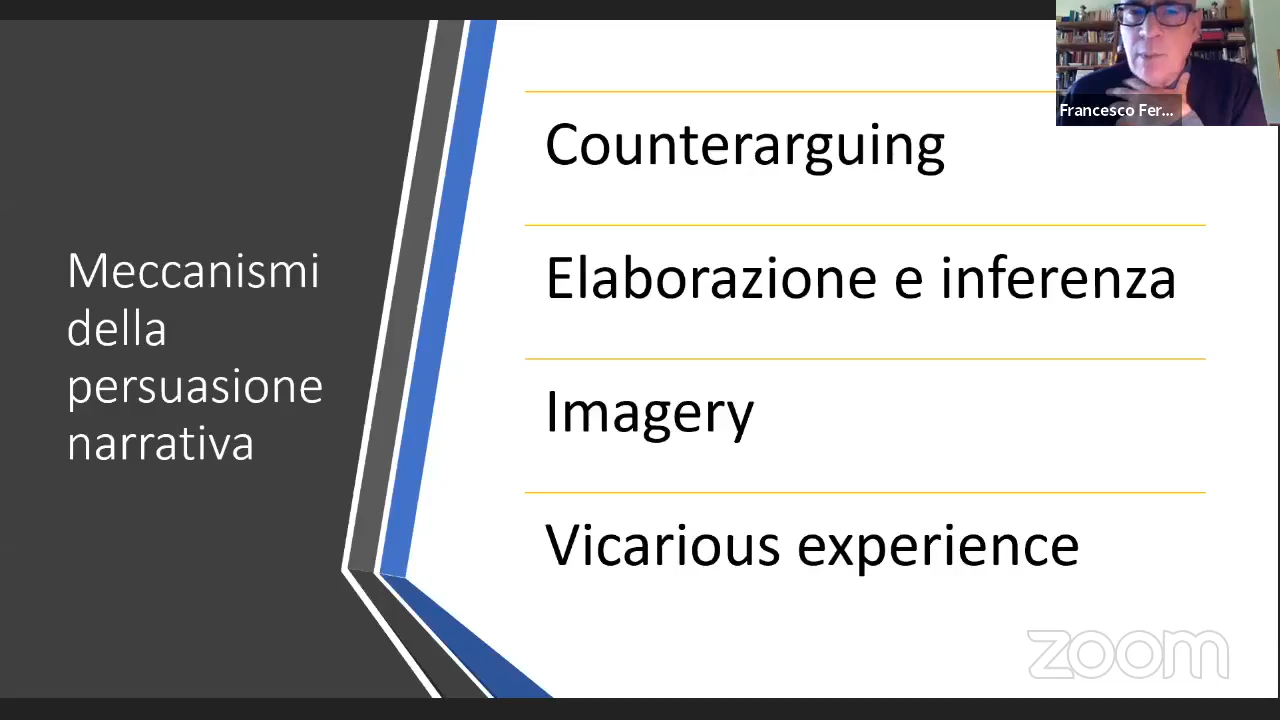 Meccanismi
della
persuasione
narrativa
Counterarguing
Elaborazione e inferenza
Imagery
Vicarious experience
Francesco Fer...
zoom